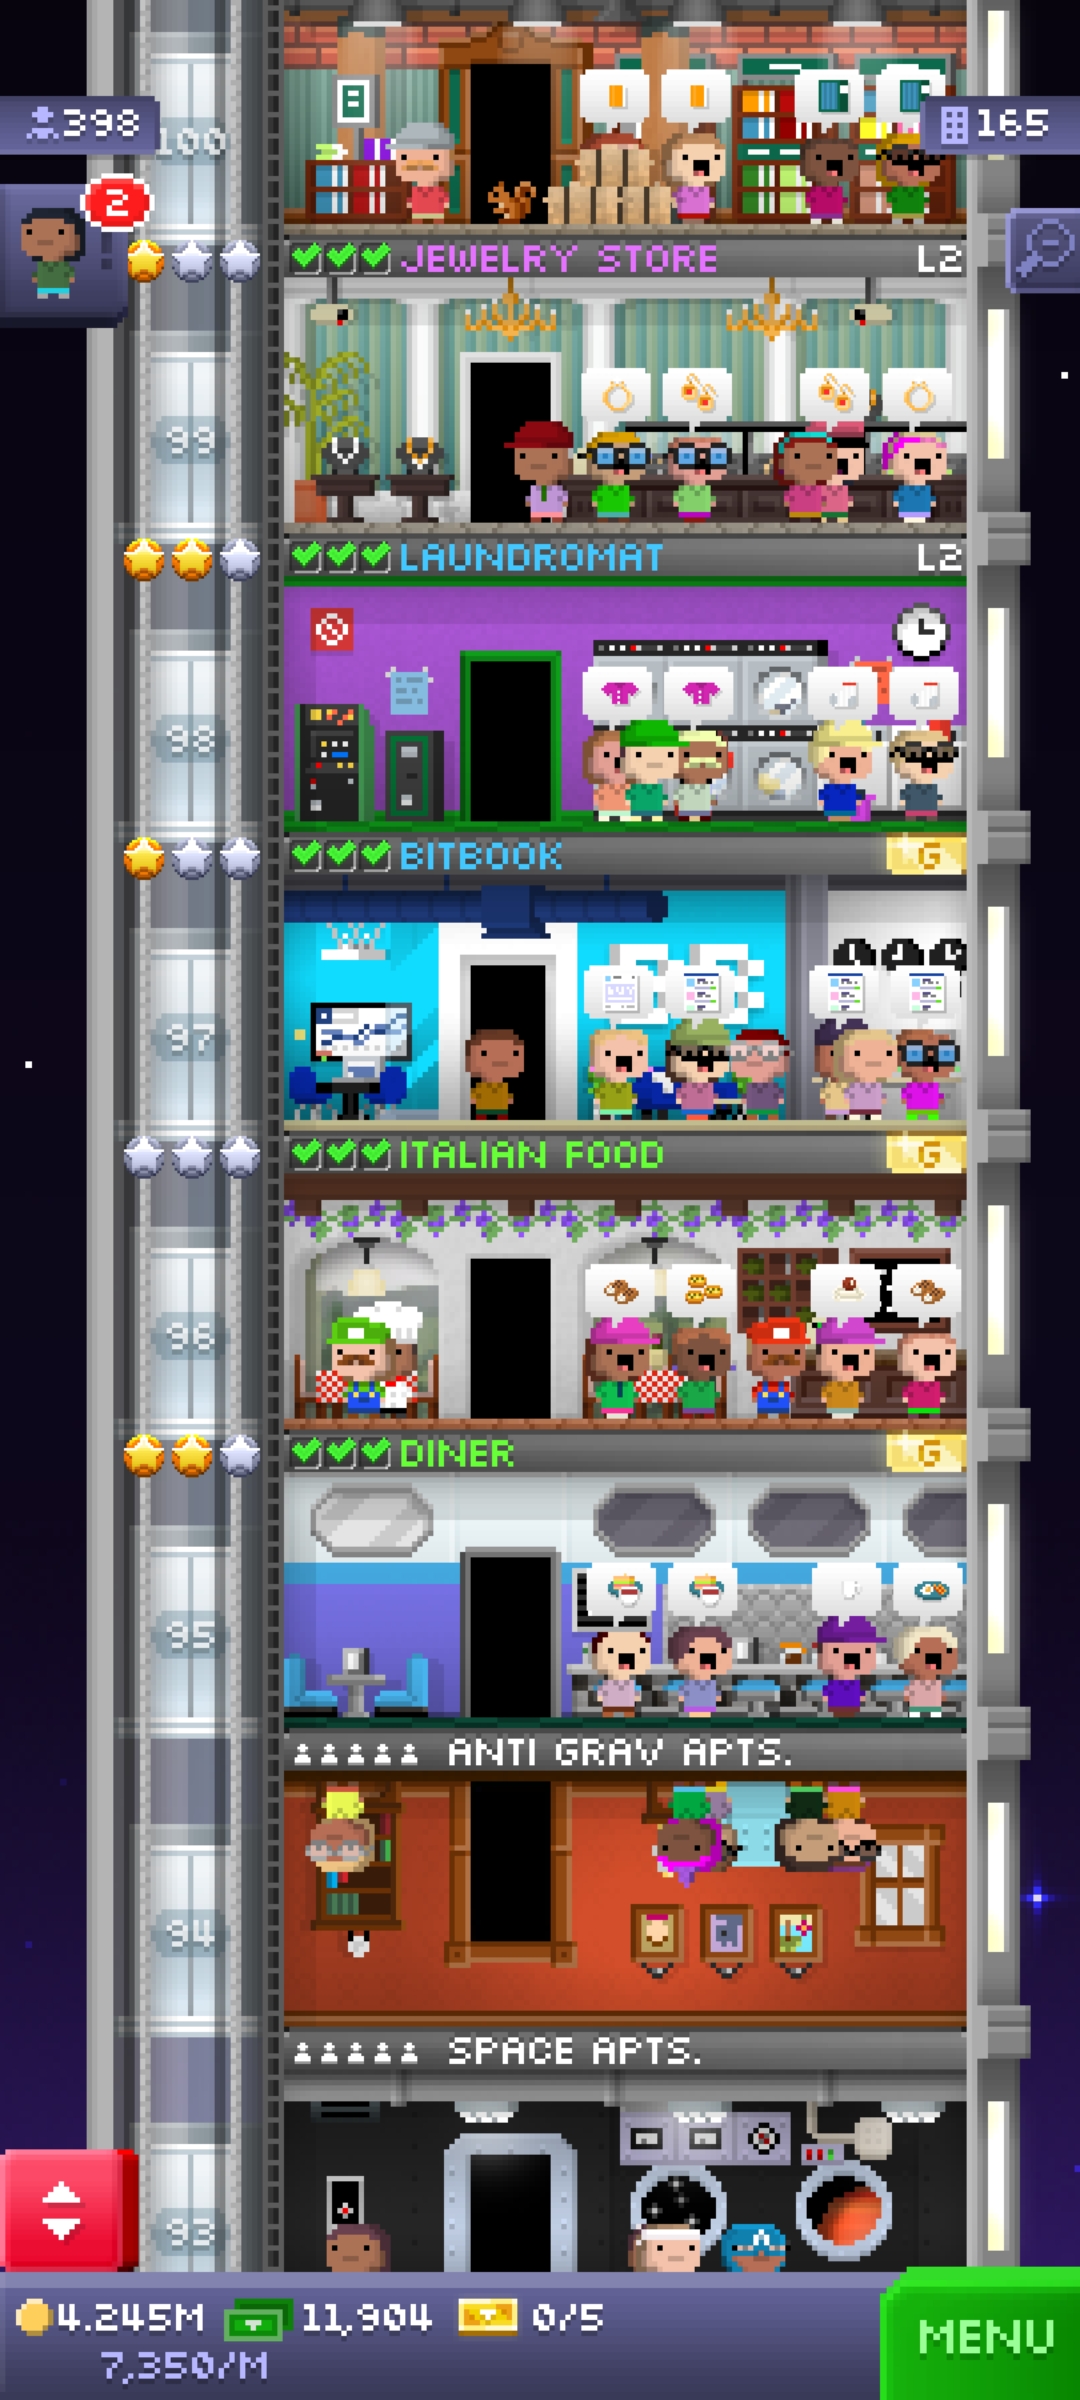 398
165
100
2
JEWELRY STORE L2
99
LAUNDROMAT L2
98
BITBOOK G
97
ITALIAN FOOD G
96
DINER G
95
ANTI GRAV APTS.
94
SPACE APTS.
93
4.245M 11,904 0/5
7,350/M
MENU